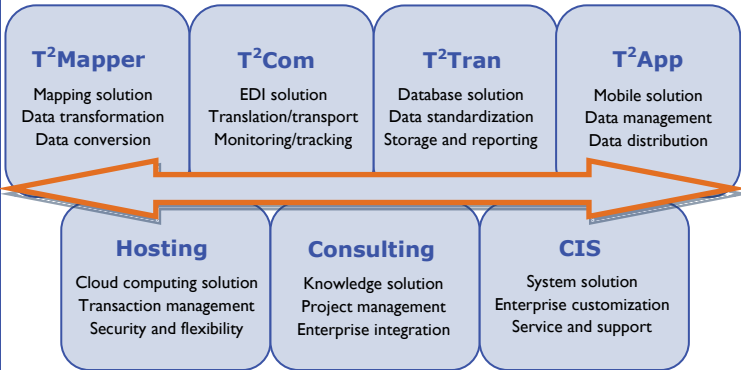 T²Mapper
Mapping solution
Data transformation
Data conversion
T²Com
EDI solution
Translation/transport
Monitoring/tracking
T²Tran
Database solution
Data standardization
Storage and reporting
T²App
Mobile solution
Data management
Data distribution
Hosting
Cloud computing solution
Transaction management
Security and flexibility
Consulting
Knowledge solution
Project management
Enterprise integration
CIS
System solution
Enterprise customization
Service and support